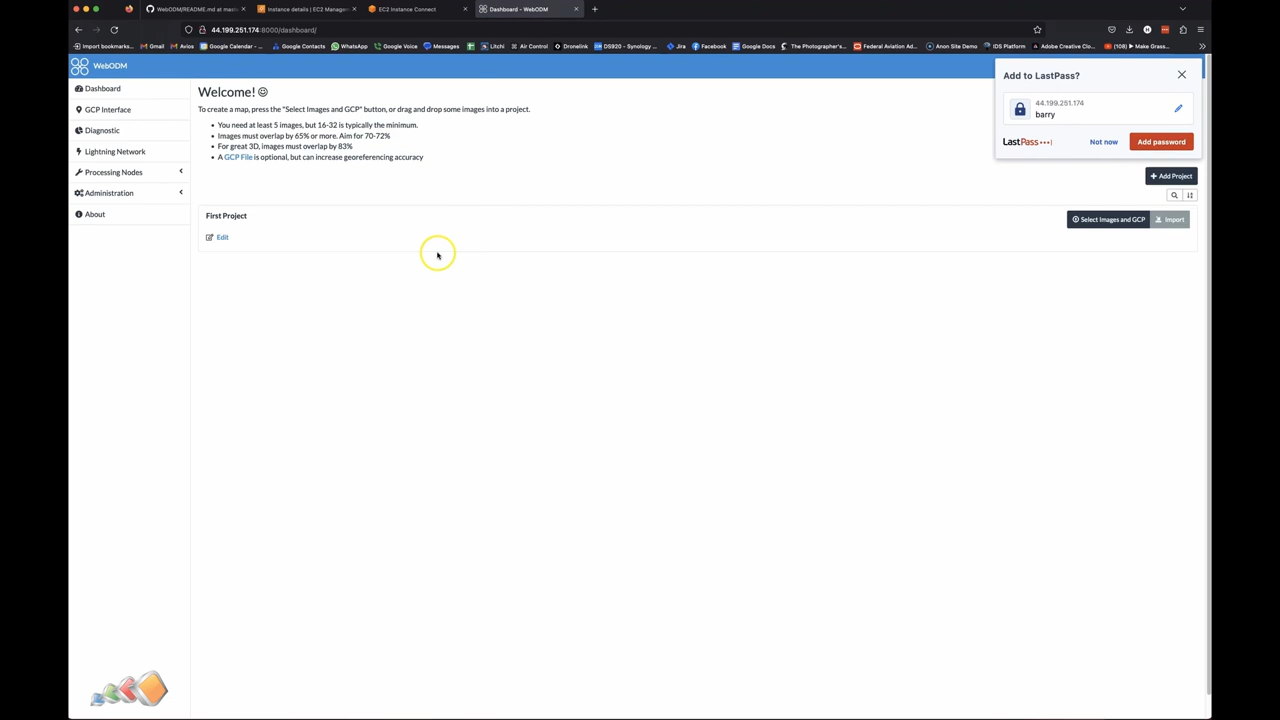 WebODM/README.md at mast
Instance details | EC2 Manage
EC2 Instance Connect
Dashboard - WebODM
44.199.251.174:8000/dashboard/
Import bookmarks...
Gmail
Avios
Google Calendar -...
Google Contacts
WhatsApp
Google Voice
Messages
Litchi
Air Control
Dronelink
DS920 - Synology ...
Jira
Facebook
Google Docs
The Photographer's...
Federal Aviation Ad...
Anon Site Demo
IDS Platform
Adobe Creative Clo...
(108) ▶ Make Grass...
WebODM
Dashboard
GCP Interface
Diagnostic
Lightning Network
Processing Nodes
Administration
About
Welcome! ☺
To create a map, press the "Select Images and GCP" button, or drag and drop some images into a project.
• You need at least 5 images, but 16-32 is typically the minimum.
• Images must overlap by 65% or more. Aim for 70-72%
• For great 3D, images must overlap by 83%
• A GCP File is optional, but can increase georeferencing accuracy
Add to LastPass?
44.199.251.174
barry
LastPass •••|
Not now
Add password
+ Add Project
First Project
Select Images and GCP
Import
Edit